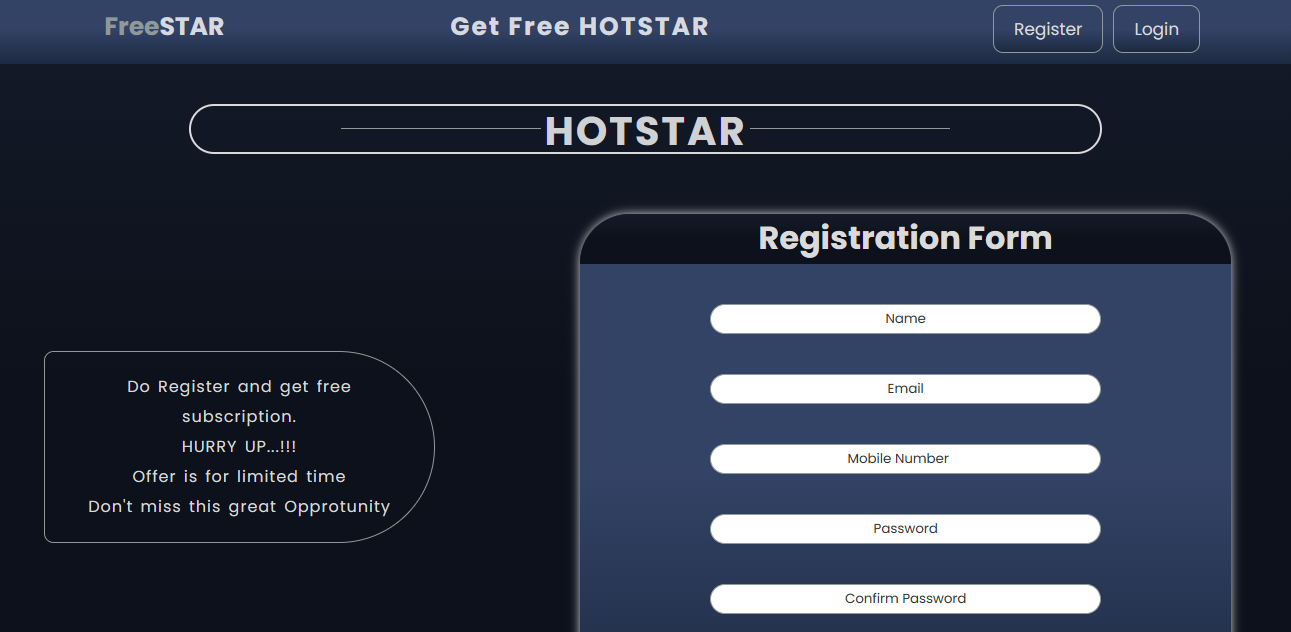 FreeSTAR
Get Free HOTSTAR
Register
Login
HOTSTAR
Do Register and get free
subscription.
HURRY UP...!!!
Offer is for limited time
Don't miss this great Opprotunity
Registration Form
Name
Email
Mobile Number
Password
Confirm Password